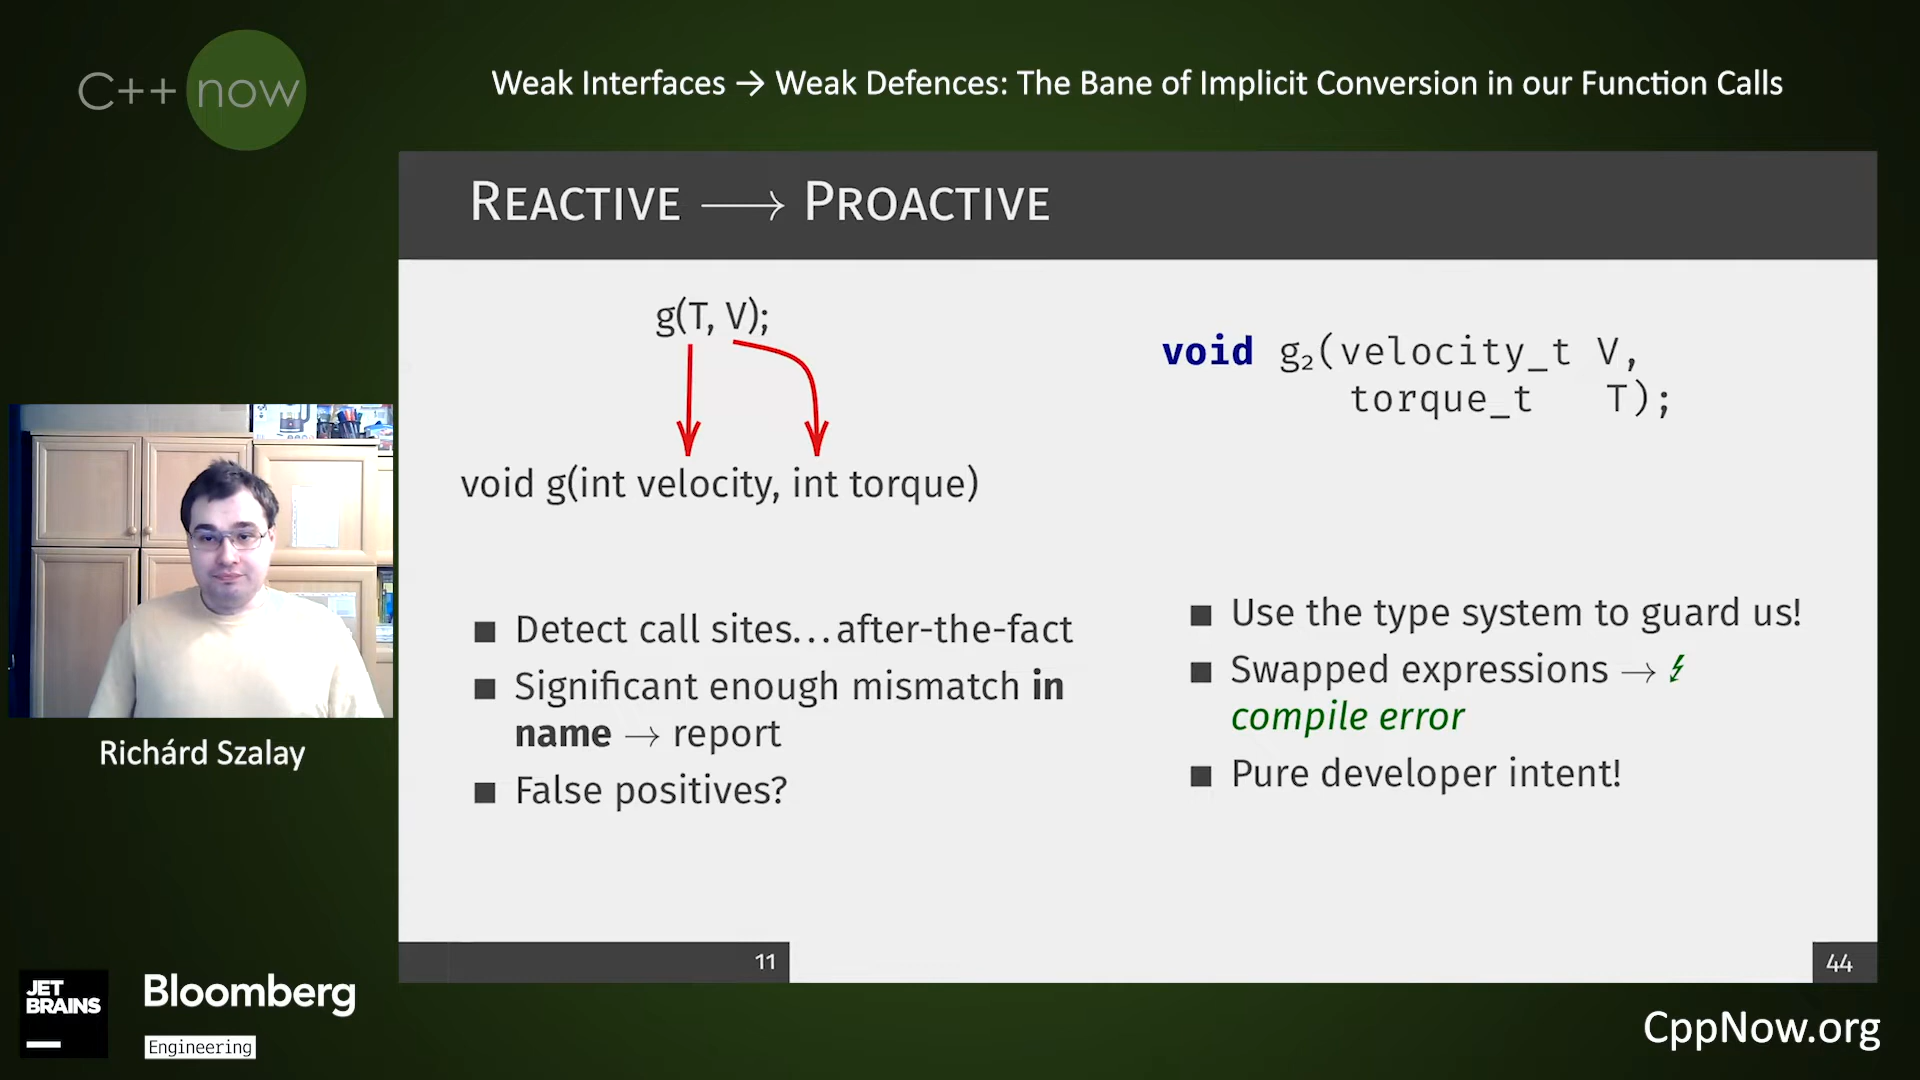 C++ now
Weak Interfaces → Weak Defences: The Bane of Implicit Conversion in our Function Calls
REACTIVE ⟶ PROACTIVE
g(T, V);
void g(int velocity, int torque)
■ Detect call sites...after-the-fact
■ Significant enough mismatch in
name → report
■ False positives?
void g₂(velocity_t V,
torque_t T);
■ Use the type system to guard us!
■ Swapped expressions → ↯
compile error
■ Pure developer intent!
11
44
Richárd Szalay
JET
BRAINS
Bloomberg
Engineering
CppNow.org